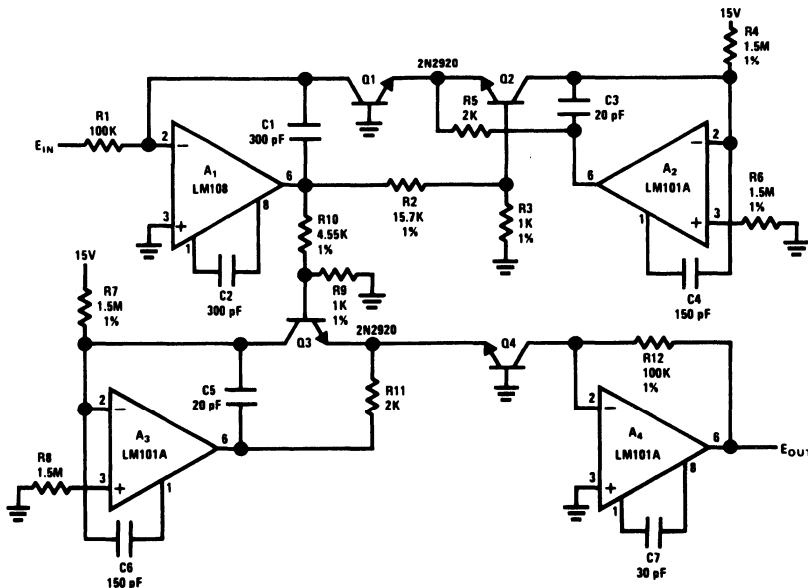 15V
R4
1.5M
1%
Q1
2N2920
Q2
R5
2K
C3
20 pF
R1
100K
C1
300 pF
E_IN
2
−
A1
LM108
6
8
3
+
1
C2
300 pF
R2
15.7K
1%
R3
1K
1%
6
A2
LM101A
−
2
+
3
1
R6
1.5M
1%
C4
150 pF
R10
4.55K
1%
R9
1K
1%
15V
R7
1.5M
1%
Q3
2N2920
Q4
C5
20 pF
R11
2K
R12
100K
1%
2
−
A3
LM101A
6
R8
1.5M
3
+
1
C6
150 pF
2
−
A4
LM101A
6
8
E_OUT
3
+
1
C7
30 pF